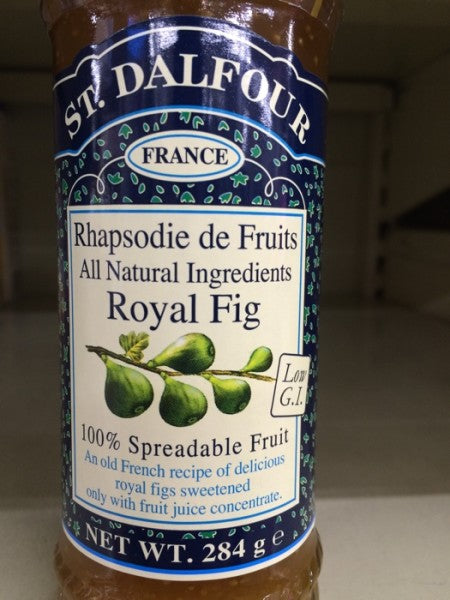 ST. DALFOUR
FRANCE
Rhapsodie de Fruits
All Natural Ingredients
Royal Fig
Low
G.I.
100% Spreadable Fruit
An old French recipe of delicious
royal figs sweetened
only with fruit juice concentrate.
NET WT. 284 g ℮